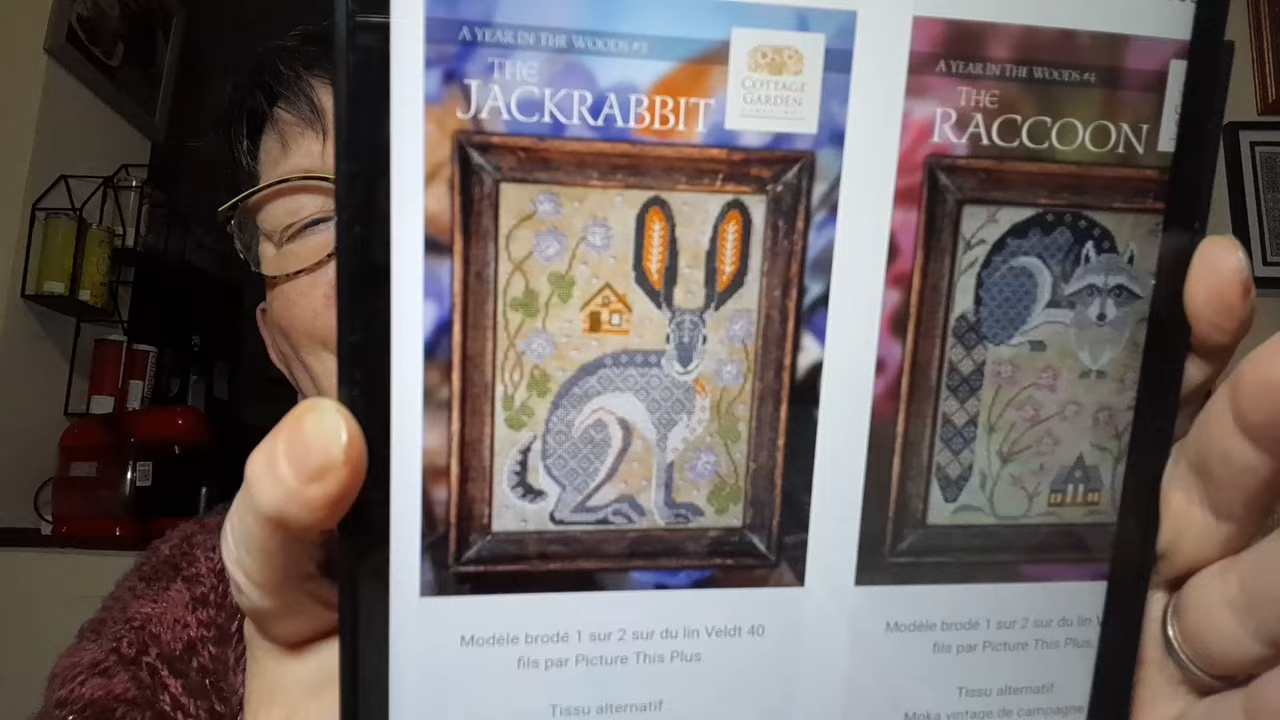 A YEAR IN THE WOODS #3
THE
JACKRABBIT
COTTAGE
GARDEN
Modèle brodé 1 sur 2 sur du lin Veldt 40
fils par Picture This Plus
Tissu alternatif
A YEAR IN THE WOODS #4
THE
RACCOON
Modèle brodé 1 sur 2 sur du lin
fils par Picture This Plus.
Tissu alternatif
Moka vintage de campagne